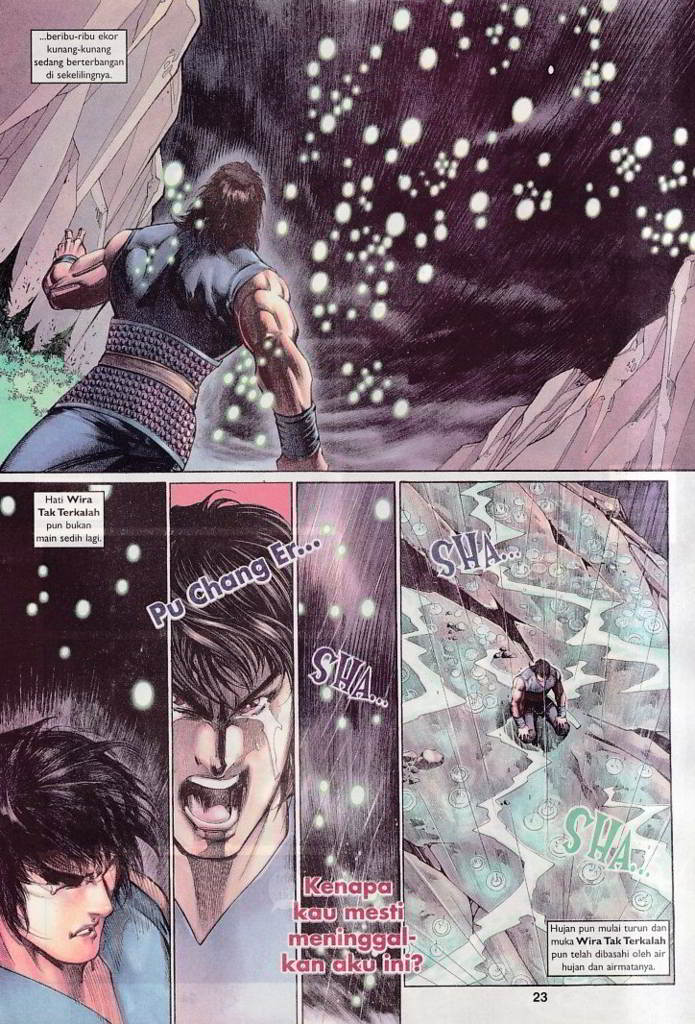 ...beribu-ribu ekor
kunang-kunang
sedang berterbangan
di sekelilingnya.
Hati Wira
Tak Terkalah
pun bukan
main sedih lagi.
Pu Chang Er...
SHA...
Kenapa
kau mesti
meninggal-
kan aku ini?
SHA...
SHA...
Hujan pun mulai turun dan
muka Wira Tak Terkalah
pun telah dibasahi oleh air
hujan dan airmatanya.
23